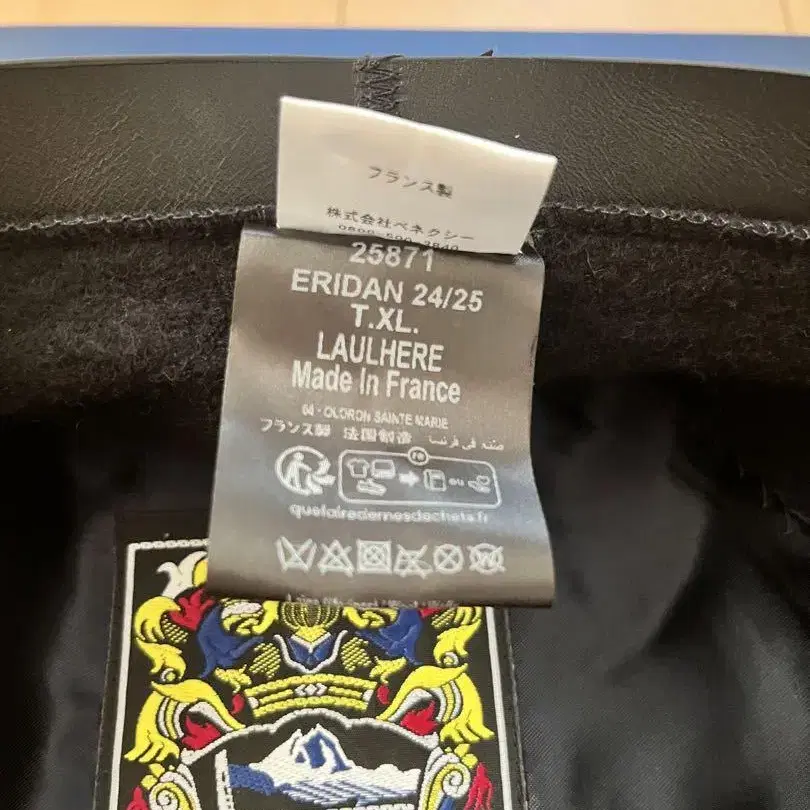 フランス製
株式会社ベネクシー
25871
ERIDAN 24/25
T.XL.
LAULHERE
Made In France
64 - OLORON SAINTE MARIE
フランス製 法国制造 صنع في فرنسا
FR
ou
quefairedemesdechets.fr